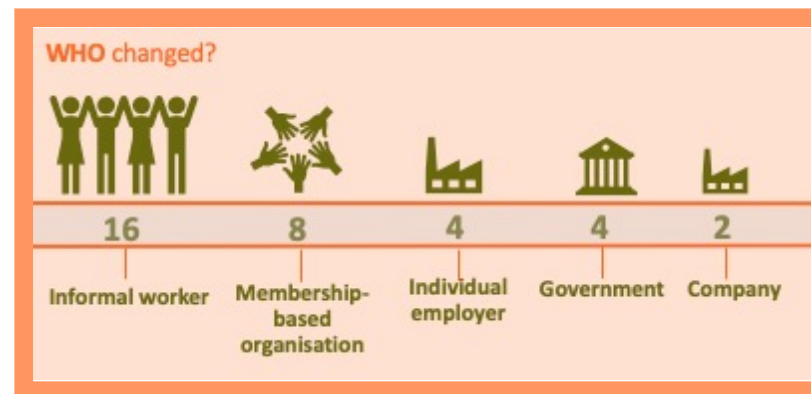 WHO changed?
16 8 4 4 2
Informal worker
Membership-
based
organisation
Individual
employer
Government
Company